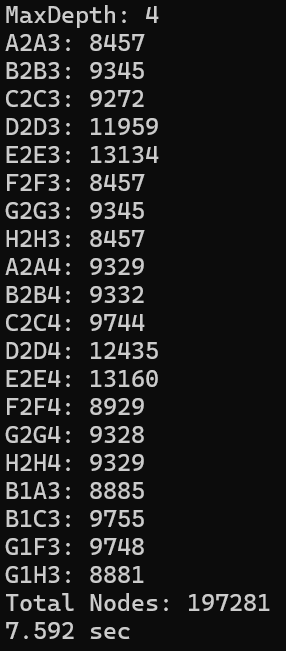 MaxDepth: 4
A2A3: 8457
B2B3: 9345
C2C3: 9272
D2D3: 11959
E2E3: 13134
F2F3: 8457
G2G3: 9345
H2H3: 8457
A2A4: 9329
B2B4: 9332
C2C4: 9744
D2D4: 12435
E2E4: 13160
F2F4: 8929
G2G4: 9328
H2H4: 9329
B1A3: 8885
B1C3: 9755
G1F3: 9748
G1H3: 8881
Total Nodes: 197281
7.592 sec